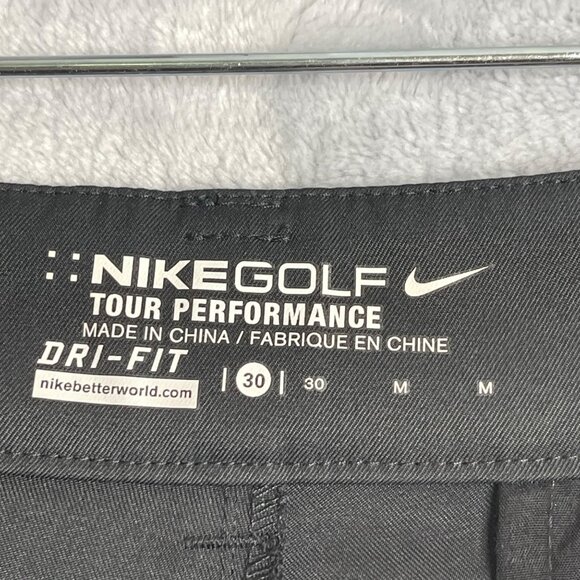 NIKEGOLF
TOUR PERFORMANCE
MADE IN CHINA / FABRIQUE EN CHINE
DRI-FIT
nikebetterworld.com | 30 | 30 M M